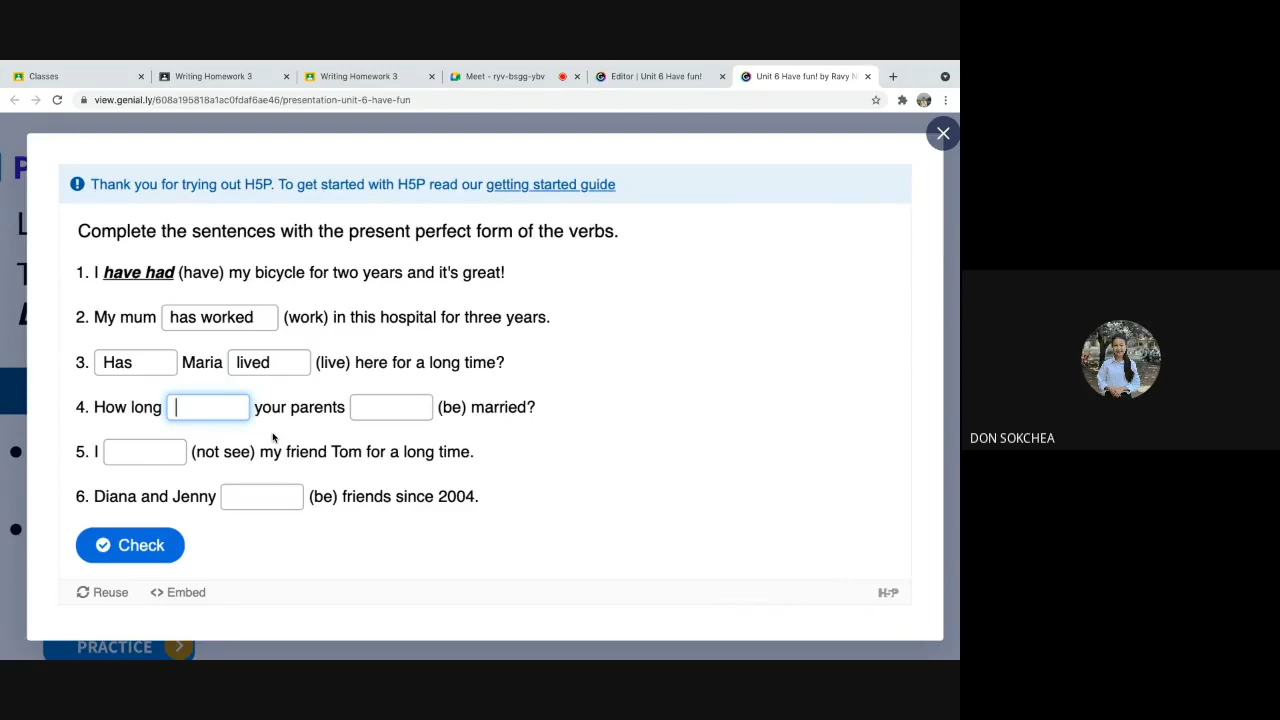 Classes
Writing Homework 3
Writing Homework 3
Meet - ryv-bsgg-ybv
Editor | Unit 6 Have fun!
Unit 6 Have fun! by Ravy N
view.genial.ly/608a195818a1ac0fdaf6ae46/presentation-unit-6-have-fun
Thank you for trying out H5P. To get started with H5P read our getting started guide
Complete the sentences with the present perfect form of the verbs.
1. I have had (have) my bicycle for two years and it's great!
2. My mum has worked (work) in this hospital for three years.
3. Has Maria lived (live) here for a long time?
4. How long your parents (be) married?
5. I (not see) my friend Tom for a long time.
6. Diana and Jenny (be) friends since 2004.
Check
Reuse
Embed
H5P
PRACTICE
DON SOKCHEA